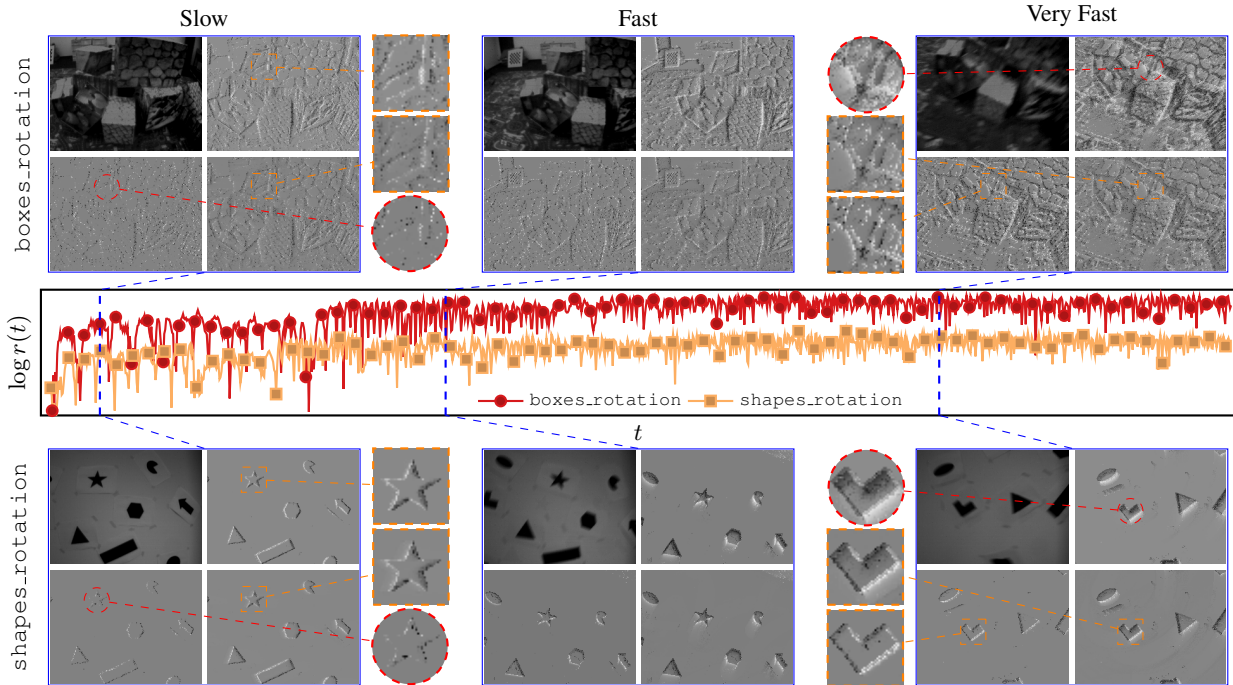 Slow Fast Very Fast
boxes_rotation
log r(t)
boxes_rotation shapes_rotation
t
shapes_rotation